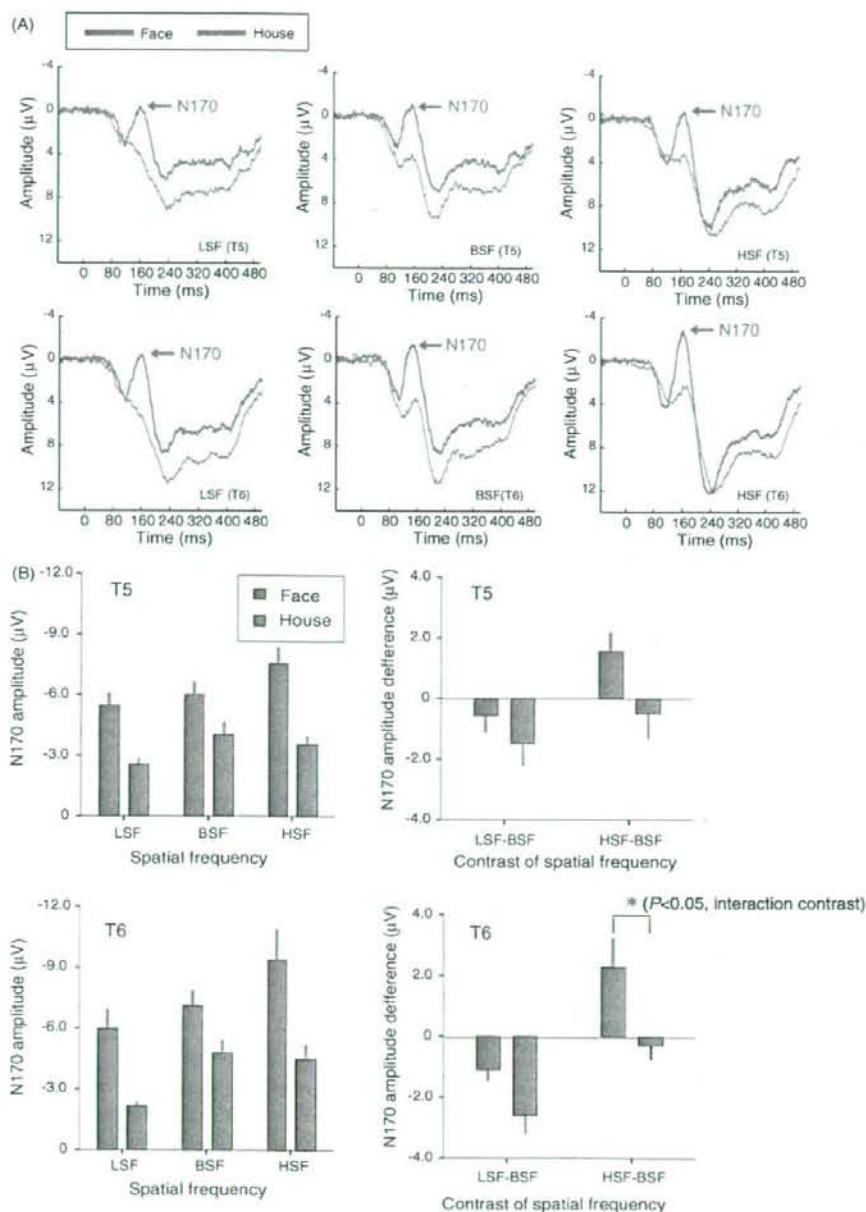 (A)
Face House
-4
0
4
8
12
Amplitude (μV)
N170
LSF (T5)
0 80 160 240 320 400 480
Time (ms)
-4
0
4
8
12
Amplitude (μV)
N170
BSF (T5)
0 80 160 240 320 400 480
Time (ms)
-4
0
4
8
12
Amplitude (μV)
N170
HSF (T5)
0 80 160 240 320 400 480
Time (ms)
-4
0
4
8
12
Amplitude (μV)
N170
LSF (T6)
0 80 160 240 320 400 480
Time (ms)
-4
0
4
8
12
Amplitude (μV)
N170
BSF (T6)
0 80 160 240 320 400 480
Time (ms)
-4
0
4
8
12
Amplitude (μV)
N170
HSF (T6)
0 80 160 240 320 400 480
Time (ms)
(B)
-12.0
-9.0
-6.0
-3.0
0
N170 amplitude (μV)
T5
Face
House
LSF BSF HSF
Spatial frequency
4.0
2.0
0
-2.0
-4.0
N170 amplitude defference (μV)
T5
LSF-BSF HSF-BSF
Contrast of spatial frequency
-12.0
-9.0
-6.0
-3.0
0
N170 amplitude (μV)
T6
LSF BSF HSF
Spatial frequency
4.0
2.0
0
-2.0
-4.0
N170 amplitude defference (μV)
T6
* (P<0.05, interaction contrast)
LSF-BSF HSF-BSF
Contrast of spatial frequency